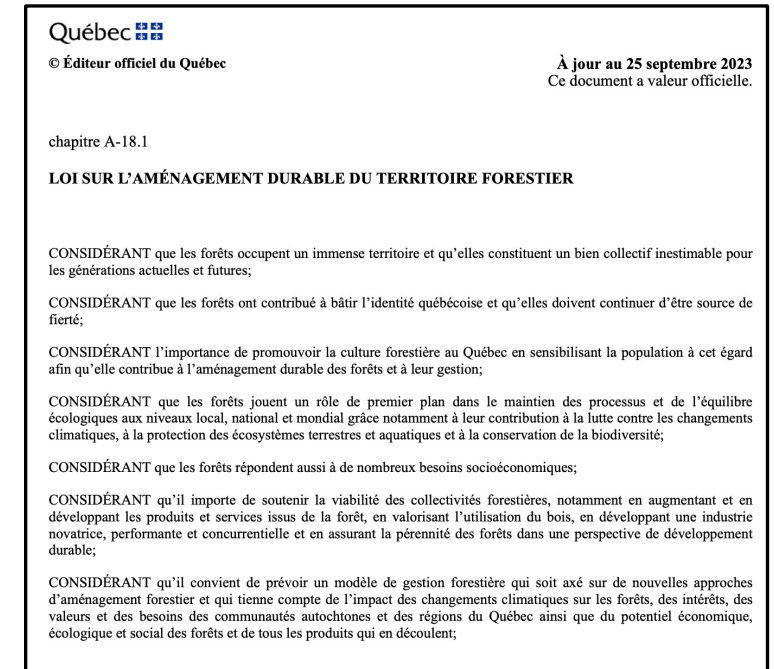 Québec
© Éditeur officiel du Québec
À jour au 25 septembre 2023
Ce document a valeur officielle.
chapitre A-18.1
LOI SUR L’AMÉNAGEMENT DURABLE DU TERRITOIRE FORESTIER
CONSIDÉRANT que les forêts occupent un immense territoire et qu’elles constituent un bien collectif inestimable pour
les générations actuelles et futures;
CONSIDÉRANT que les forêts ont contribué à bâtir l’identité québécoise et qu’elles doivent continuer d’être source de
fierté;
CONSIDÉRANT l’importance de promouvoir la culture forestière au Québec en sensibilisant la population à cet égard
afin qu’elle contribue à l’aménagement durable des forêts et à leur gestion;
CONSIDÉRANT que les forêts jouent un rôle de premier plan dans le maintien des processus et de l’équilibre
écologiques aux niveaux local, national et mondial grâce notamment à leur contribution à la lutte contre les changements
climatiques, à la protection des écosystèmes terrestres et aquatiques et à la conservation de la biodiversité;
CONSIDÉRANT que les forêts répondent aussi à de nombreux besoins socioéconomiques;
CONSIDÉRANT qu’il importe de soutenir la viabilité des collectivités forestières, notamment en augmentant et en
développant les produits et services issus de la forêt, en valorisant l’utilisation du bois, en développant une industrie
novatrice, performante et concurrentielle et en assurant la pérennité des forêts dans une perspective de développement
durable;
CONSIDÉRANT qu’il convient de prévoir un modèle de gestion forestière qui soit axé sur de nouvelles approches
d’aménagement forestier et qui tienne compte de l’impact des changements climatiques sur les forêts, des intérêts, des
valeurs et des besoins des communautés autochtones et des régions du Québec ainsi que du potentiel économique,
écologique et social des forêts et de tous les produits qui en découlent;